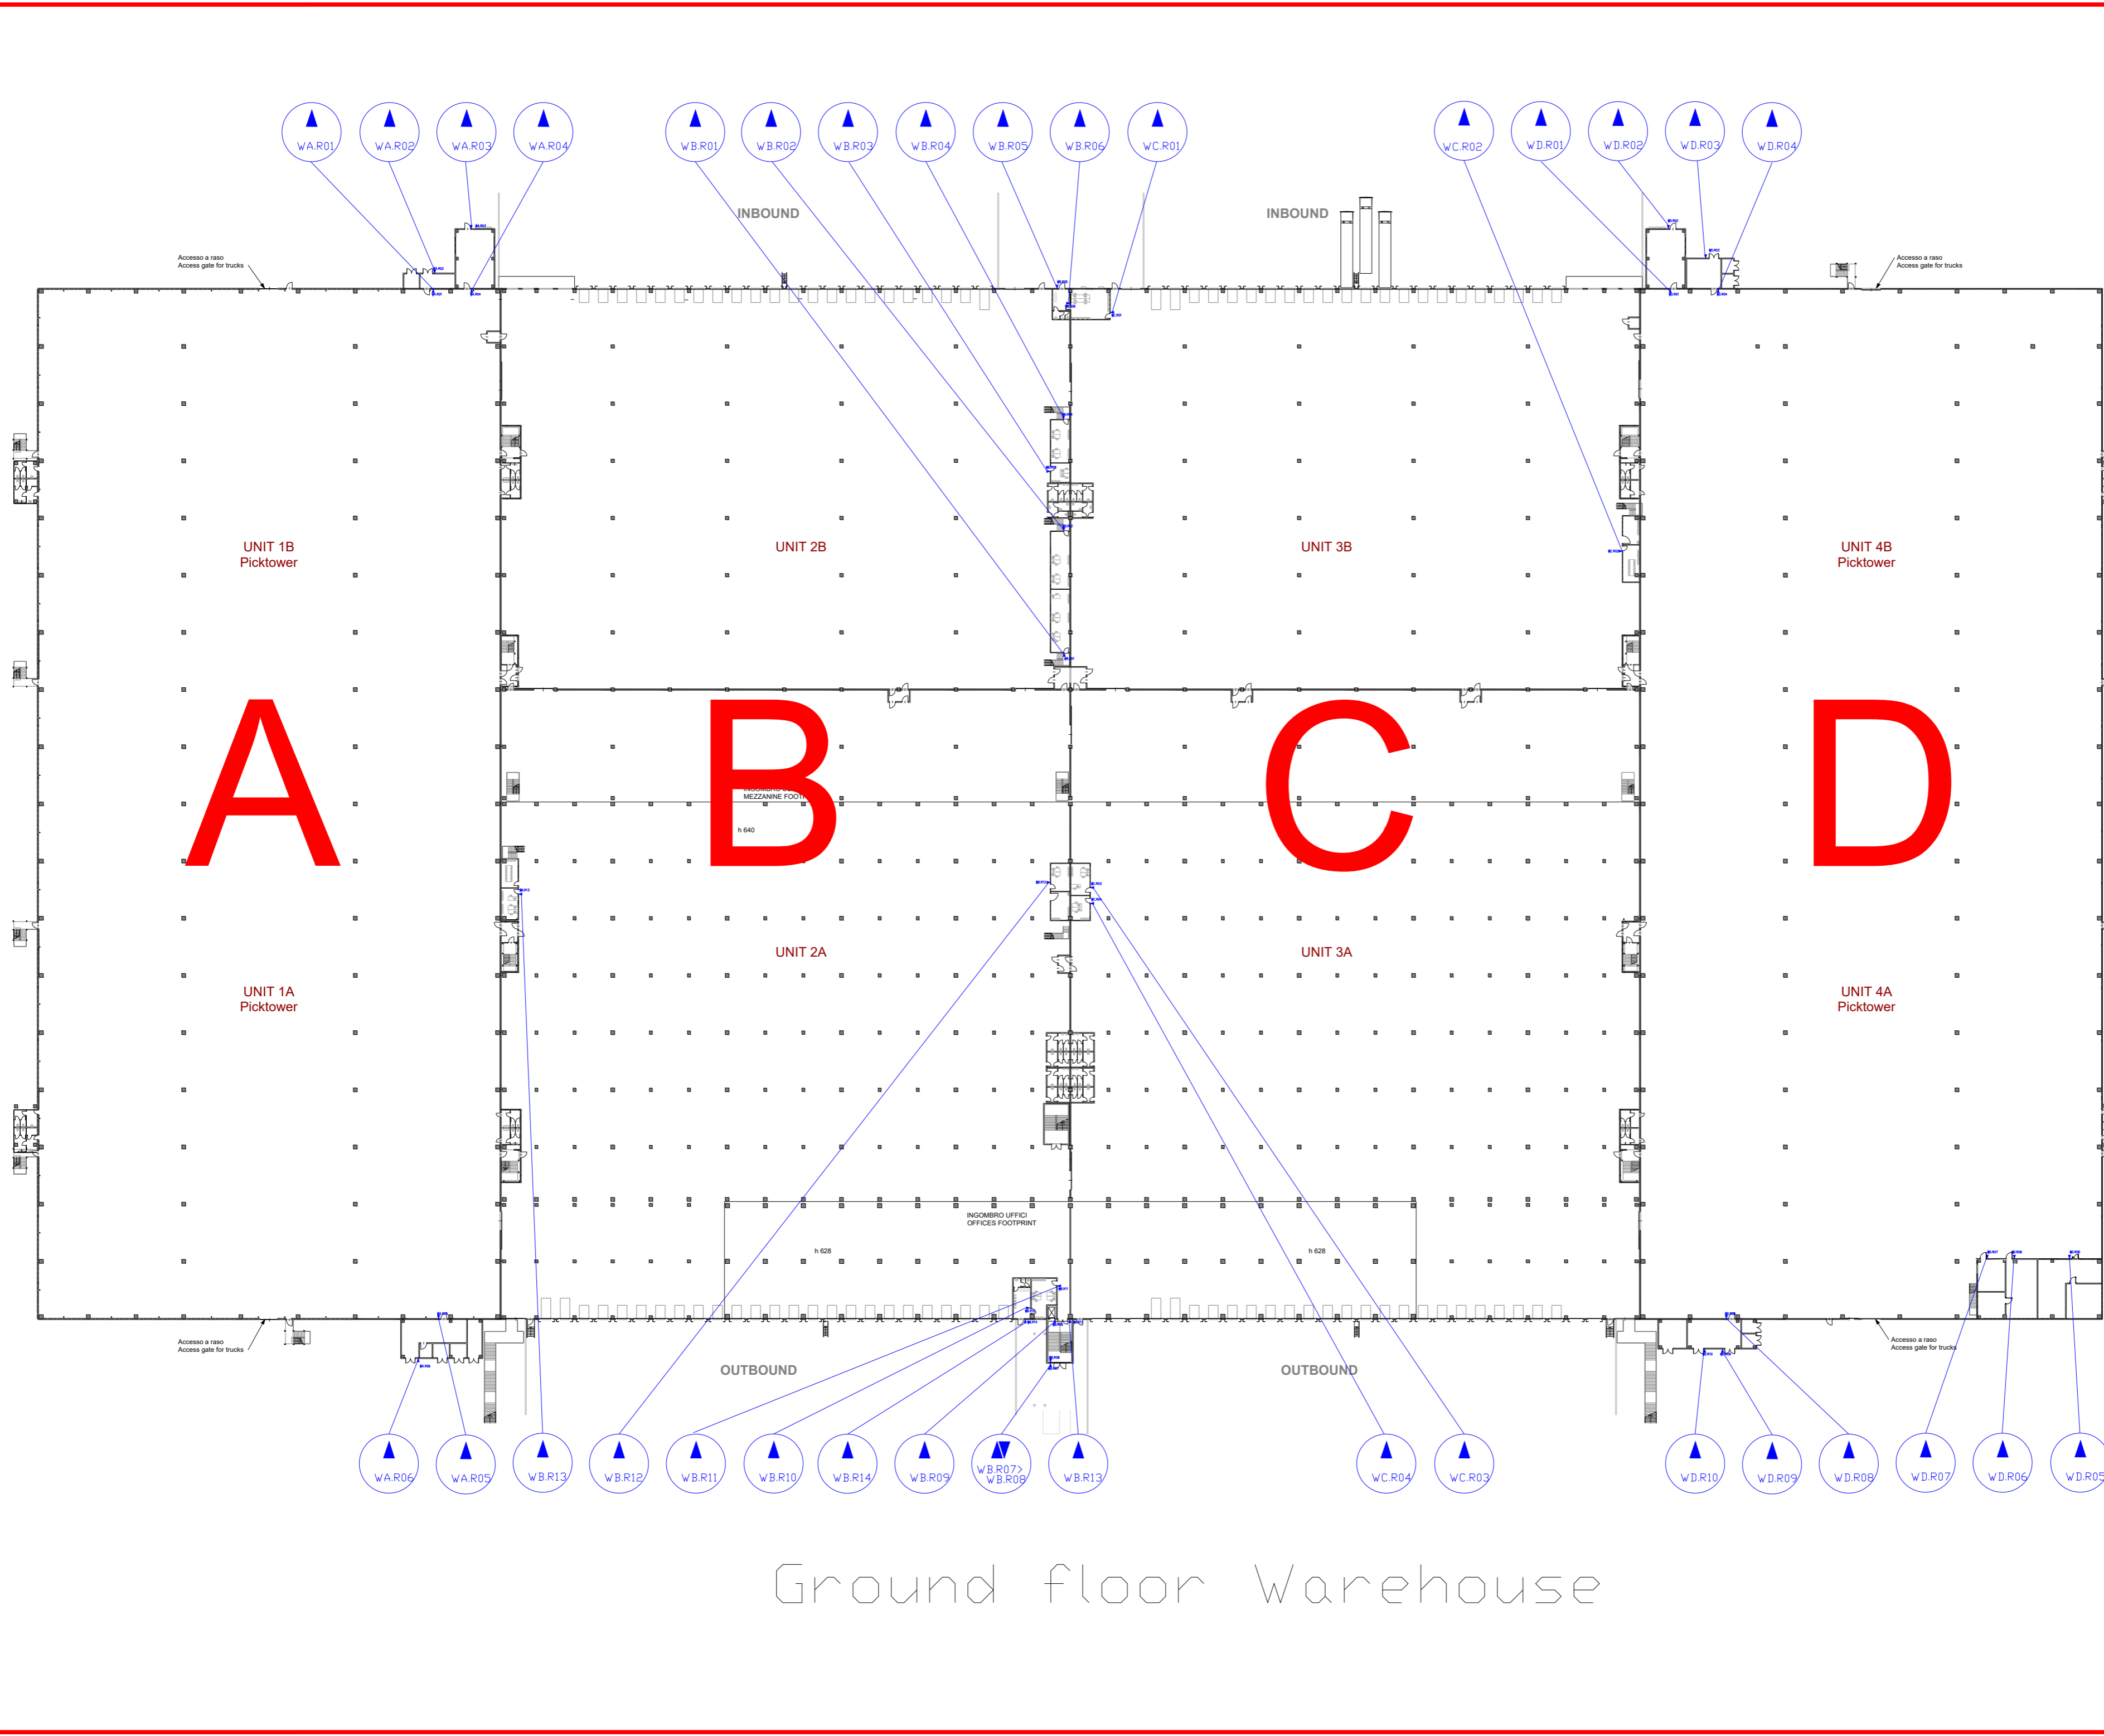 WA.R01
WA.R02
WA.R03
WA.R04
WB.R01
WB.R02
WB.R03
WB.R04
WB.R05
WB.R06
WC.R01
WC.R02
WD.R01
WD.R02
WD.R03
WD.R04
INBOUND
INBOUND
Accesso a raso
Access gate for trucks
Accesso a raso
Access gate for trucks
UNIT 1B
Picktower
UNIT 2B
UNIT 3B
UNIT 4B
Picktower
A
B
C
D
MEZZANINE
h 640
UNIT 2A
UNIT 3A
UNIT 1A
Picktower
UNIT 4A
Picktower
INGOMBRO UFFICI
OFFICES FOOTPRINT
h 628
h 628
Accesso a raso
Access gate for trucks
Accesso a raso
Access gate for trucks
OUTBOUND
OUTBOUND
WA.R06
WA.R05
WB.R13
WB.R12
WB.R11
WB.R10
WB.R14
WB.R09
WB.R07>
WB.R08
WB.R13
WC.R04
WC.R03
WD.R10
WD.R09
WD.R08
WD.R07
WD.R06
WD.R05
Ground floor Warehouse